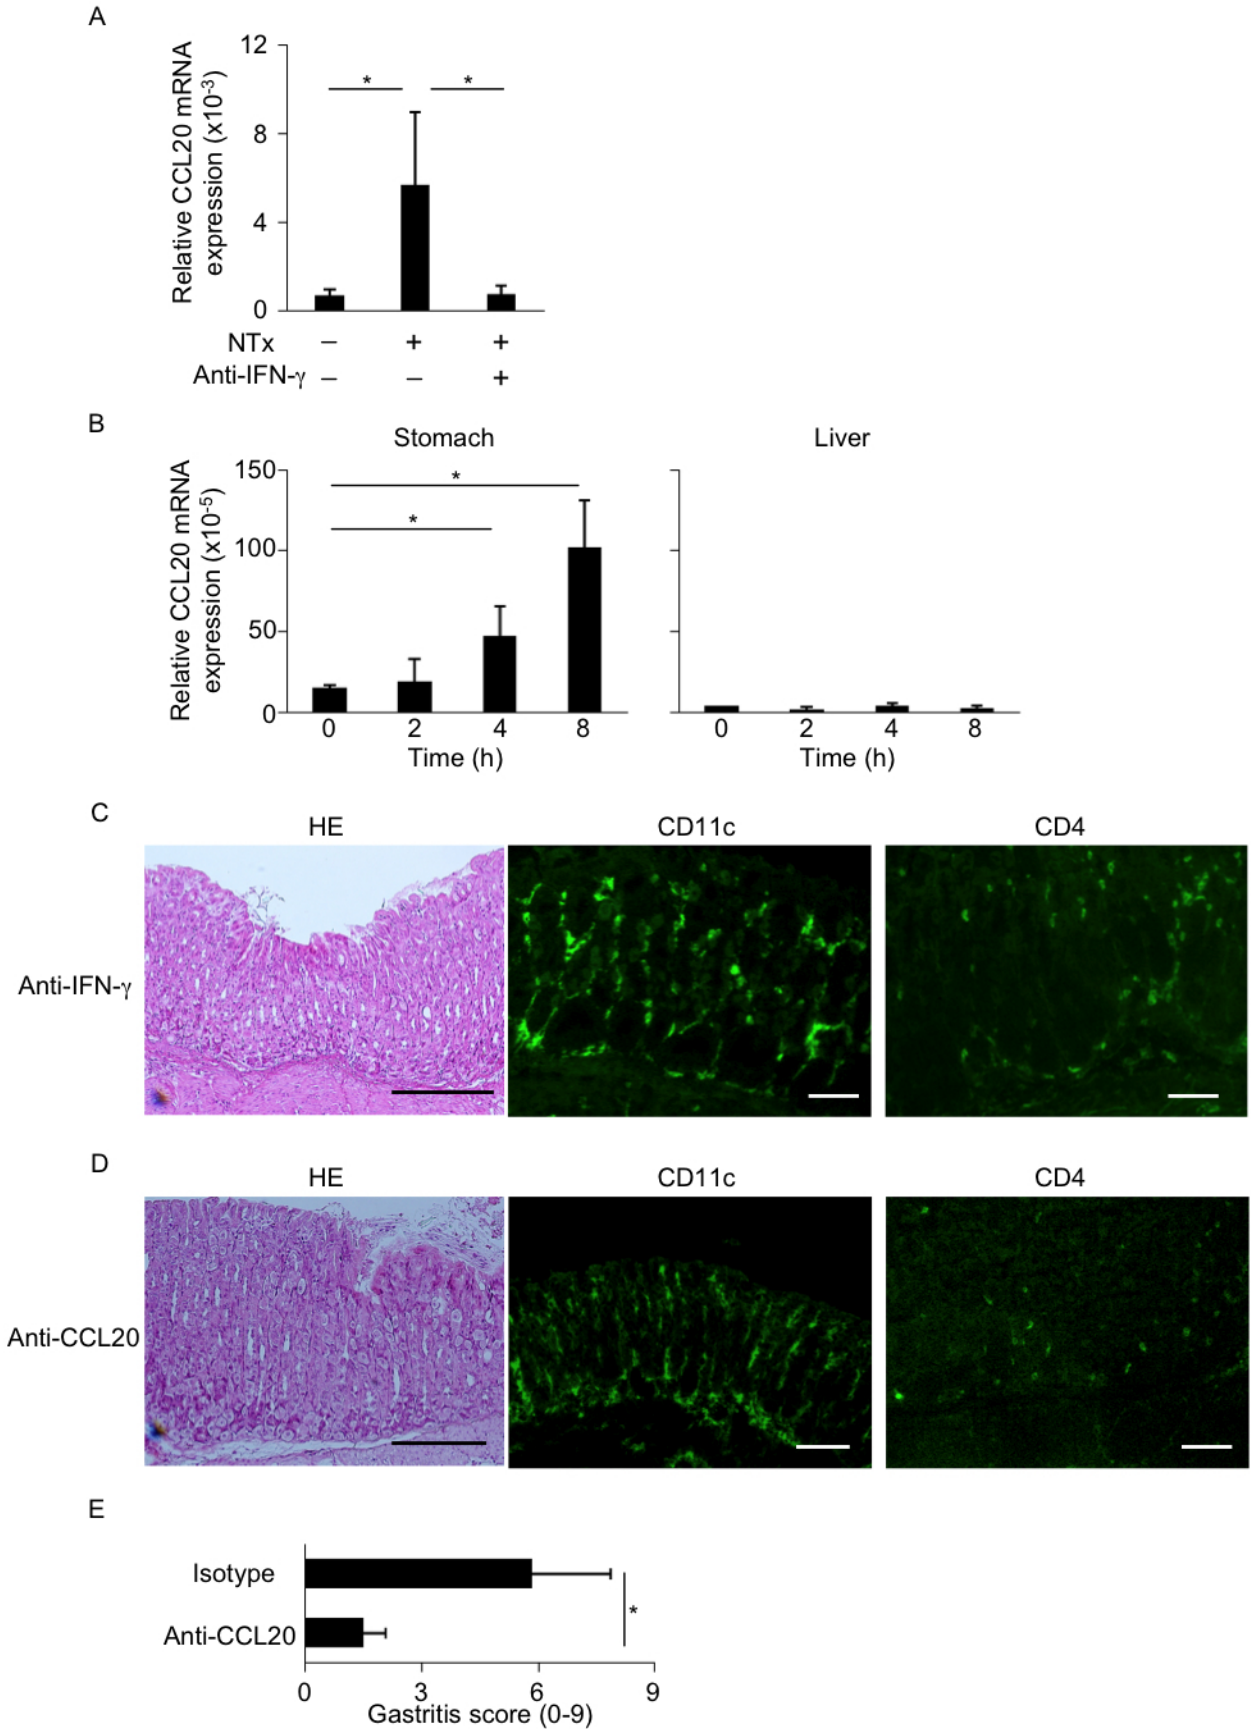 A
Relative CCL20 mRNA
expression (x10-3)
12
8
4
0
* *
NTx – + +
Anti-IFN-γ – – +
B
Stomach Liver
Relative CCL20 mRNA
expression (x10-5)
150
100
50
0
*
*
0 2 4 8 0 2 4 8
Time (h) Time (h)
C
HE CD11c CD4
Anti-IFN-γ
D
HE CD11c CD4
Anti-CCL20
E
Isotype
Anti-CCL20
*
0 3 6 9
Gastritis score (0-9)